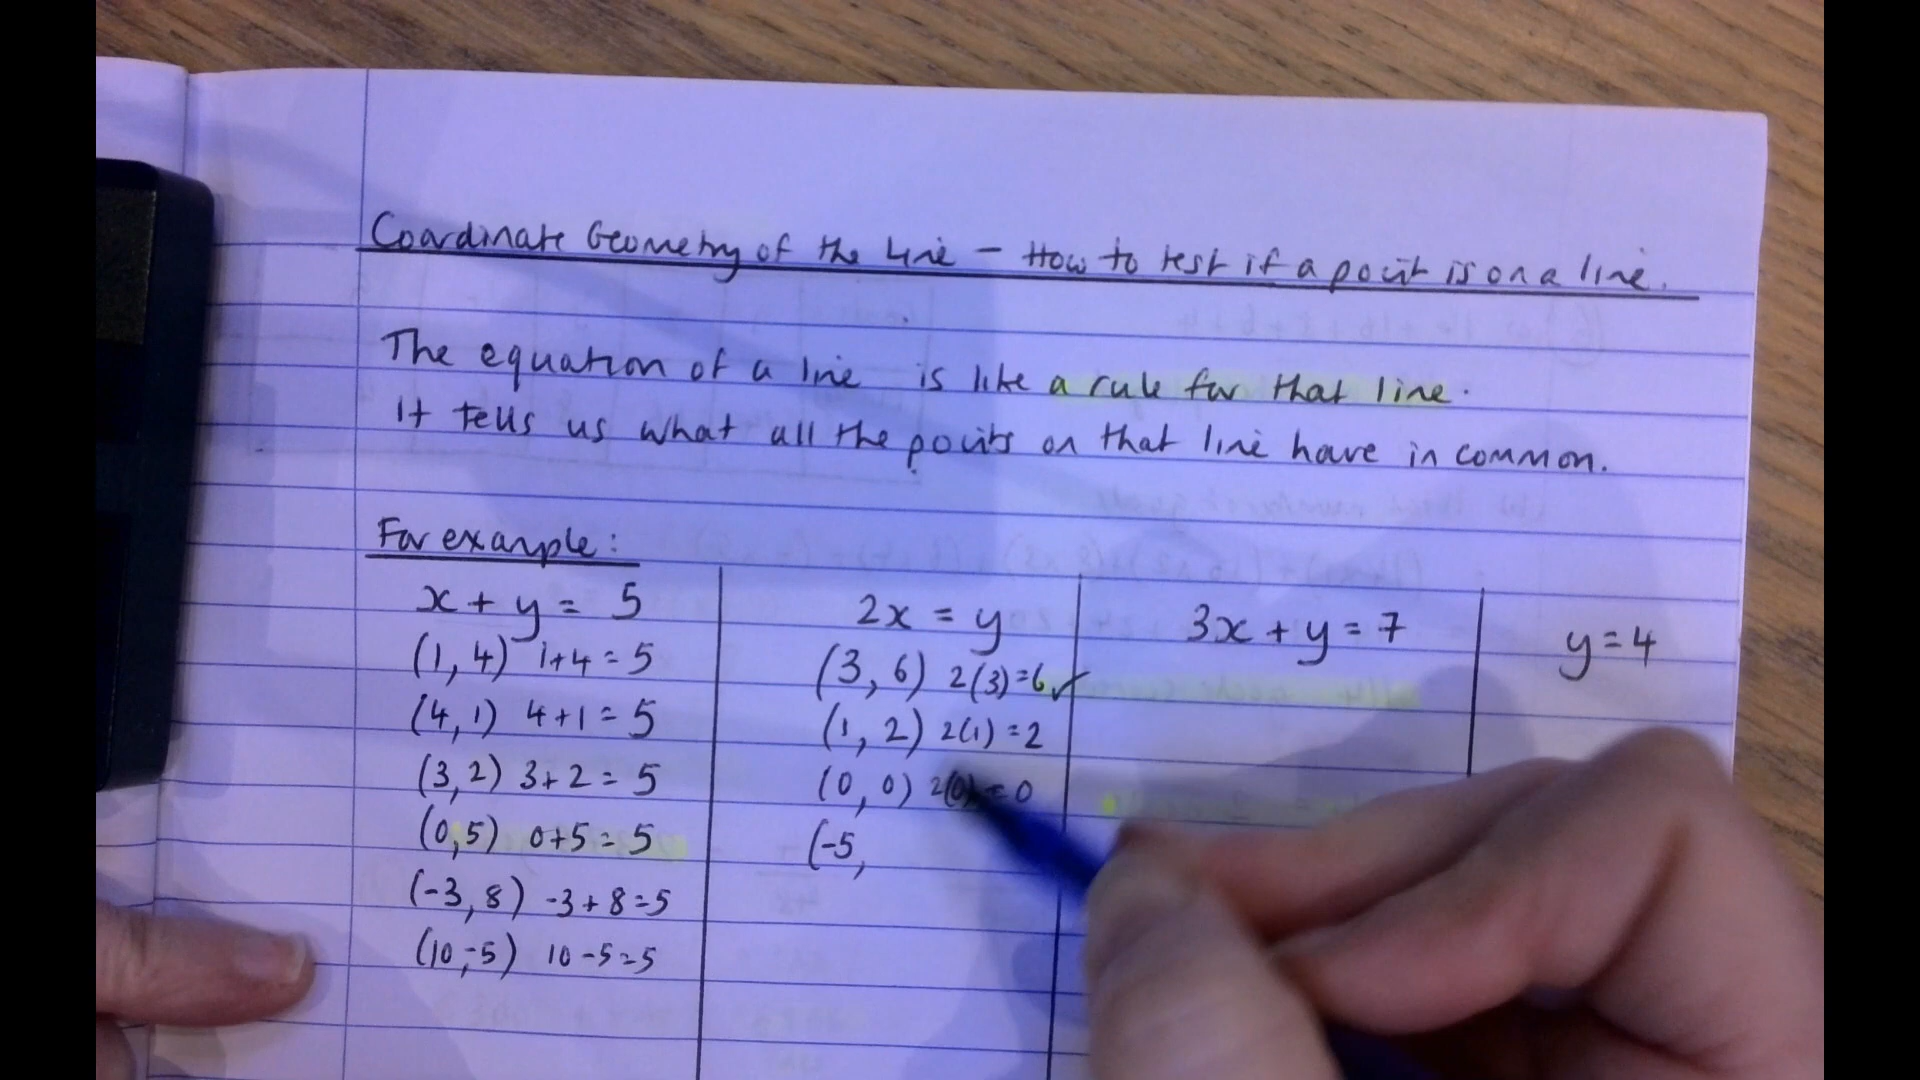 Coordinate Geometry of the Line - How to test if a point is on a line.
The equation of a line is like a rule for that line.
It tells us what all the points on that line have in common.
For example:
x + y = 5
(1, 4) 1+4 = 5
(4, 1) 4+1 = 5
(3, 2) 3+2 = 5
(0, 5) 0+5 = 5
(-3, 8) -3+8=5
(10, -5) 10-5=5
2x = y
(3, 6) 2(3)=6 ✓
(1, 2) 2(1)=2
(0, 0) 2(0)=0
(-5,
3x + y = 7
y = 4